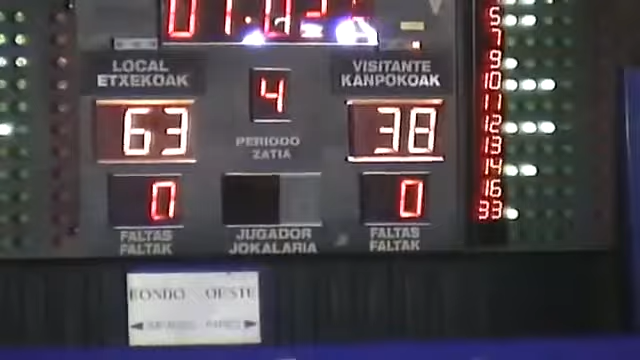 LOCAL
ETXEKOAK
VISITANTE
KANPOKOAK
4
63
38
PERIODO
ZATIA
0
0
FALTAS
FALTAK
JUGADOR
JOKALARIA
FALTAS
FALTAK
5
7
9
10
11
12
13
14
16
33
FONDO OESTE